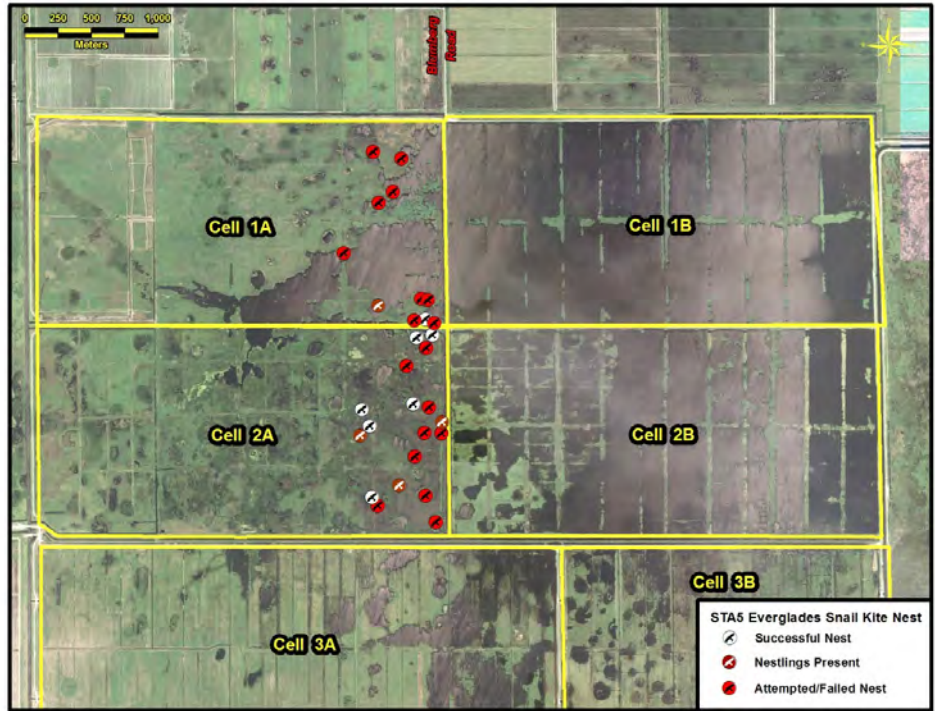 0 250 500 750 1,000
Meters
Blumberg
Road
Cell 1A
Cell 1B
Cell 2A
Cell 2B
Cell 3A
Cell 3B
STA5 Everglades Snail Kite Nest
Successful Nest
Nestlings Present
Attempted/Failed Nest